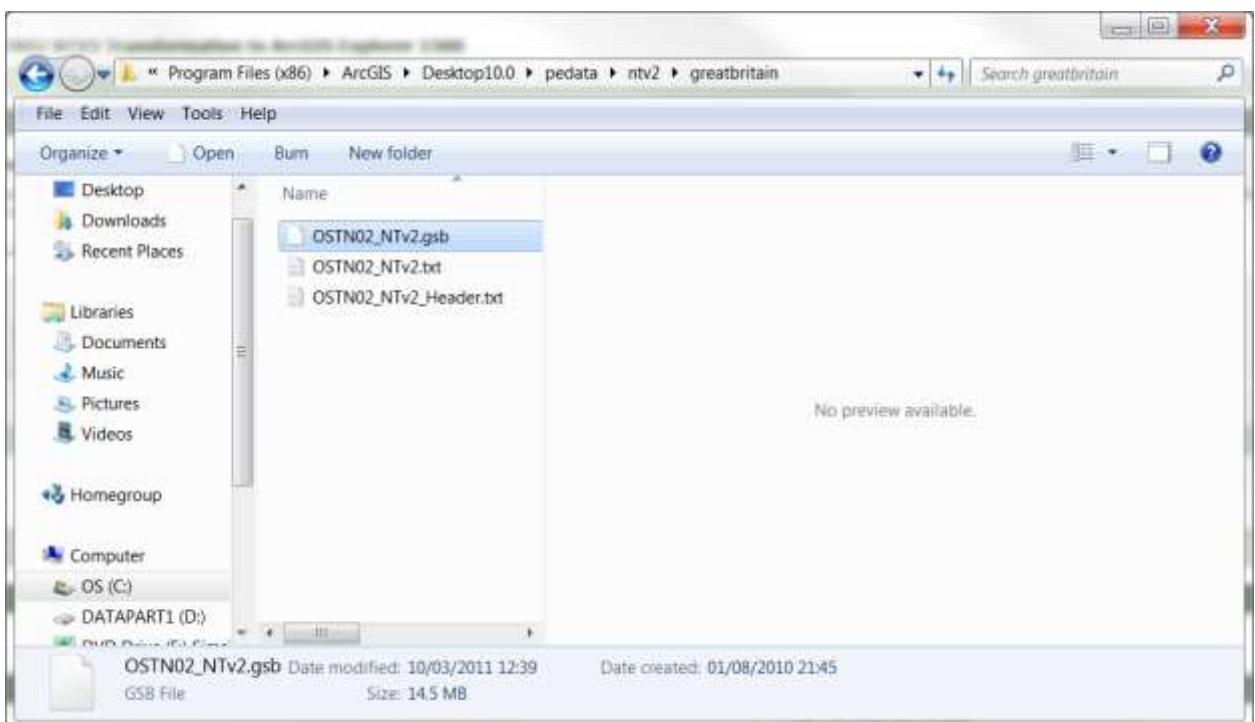 « Program Files (x86) ▸ ArcGIS ▸ Desktop10.0 ▸ pedata ▸ ntv2 ▸ greatbritain
Search greatbritain
File Edit View Tools Help
Organize Open Burn New folder
Desktop
Downloads
Recent Places
Libraries
Documents
Music
Pictures
Videos
Homegroup
Computer
OS (C:)
DATAPART1 (D:)
Name
OSTN02_NTv2.gsb
OSTN02_NTv2.txt
OSTN02_NTv2_Header.txt
No preview available.
OSTN02_NTv2.gsb Date modified: 10/03/2011 12:39 Date created: 01/08/2010 21:45
GSB File Size: 14.5 MB